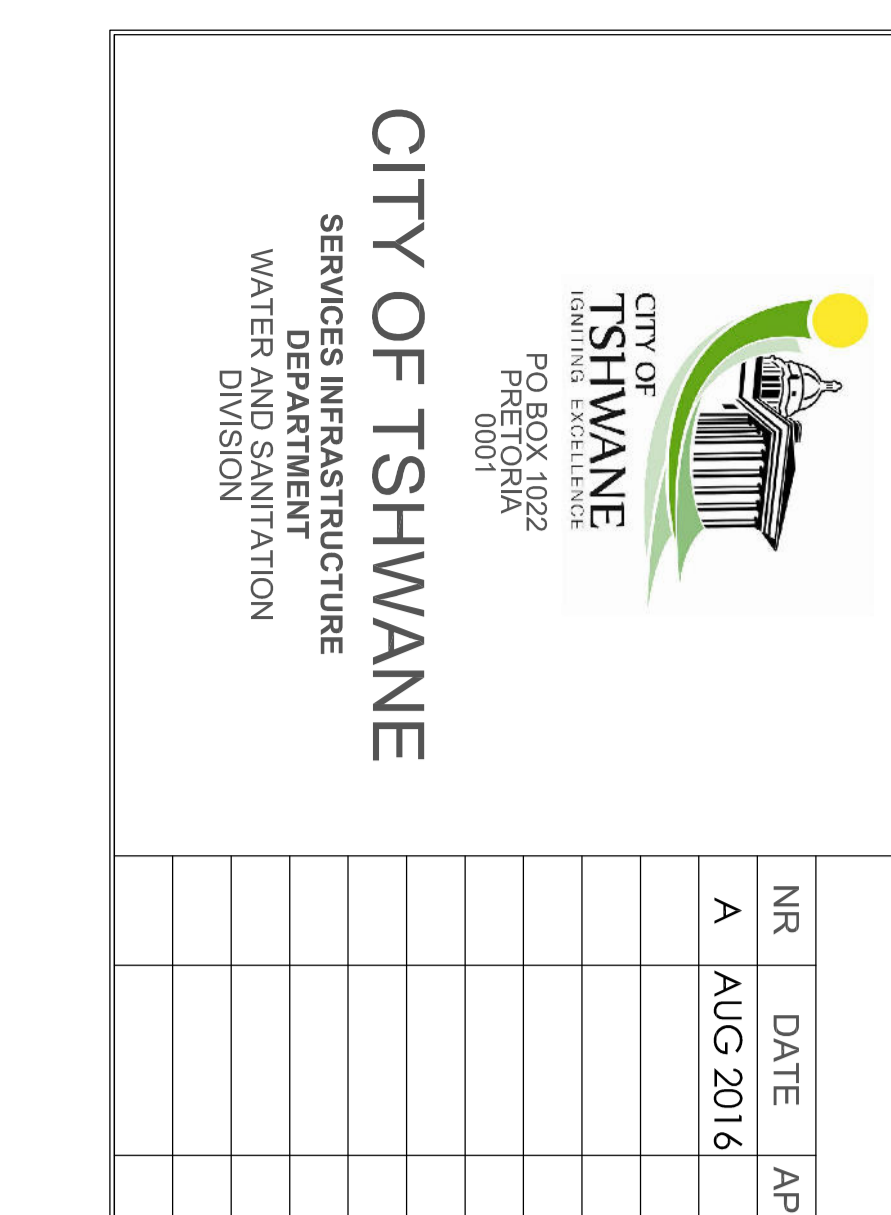 CITY OF
TSHWANE
IGNITING EXCELLENCE
PO BOX 1022
PRETORIA
0001
CITY OF TSHWANE
SERVICES INFRASTRUCTURE
DEPARTMENT
WATER AND SANITATION
DIVISION
NR DATE AP
A AUG 2016